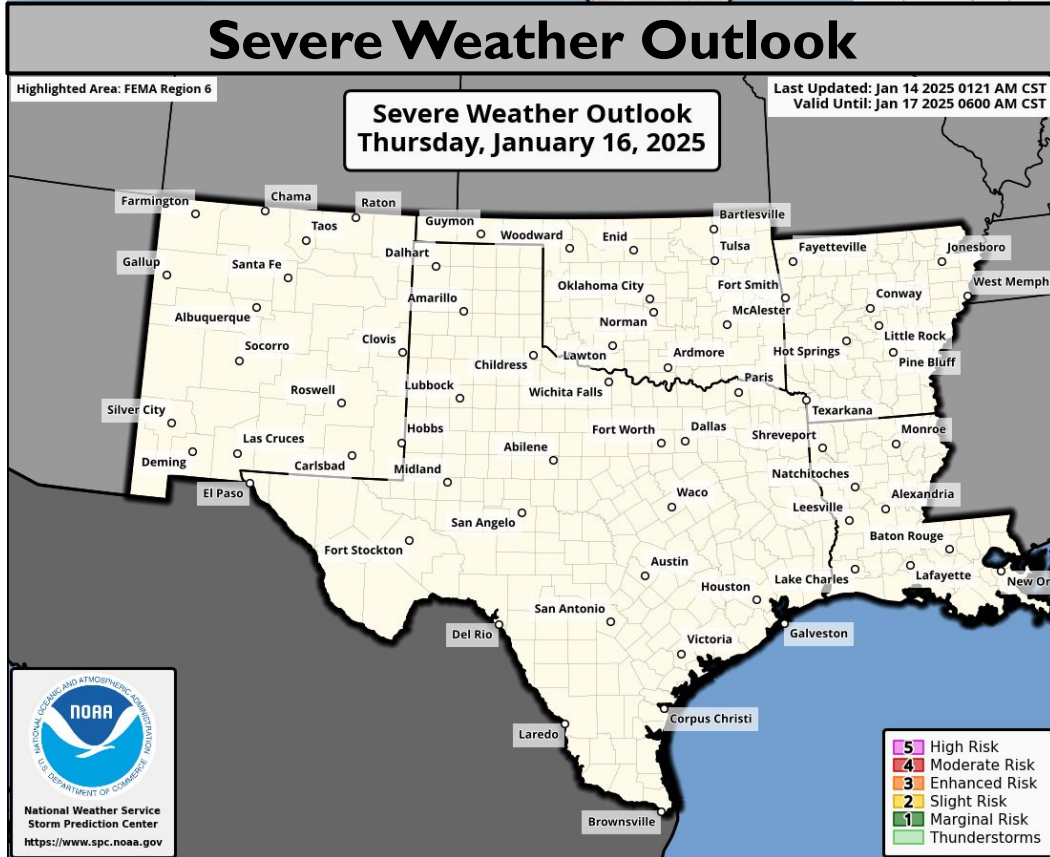 Severe Weather Outlook
Highlighted Area: FEMA Region 6
Last Updated: Jan 14 2025 0121 AM CST
Valid Until: Jan 17 2025 0600 AM CST
Severe Weather Outlook
Thursday, January 16, 2025
Farmington
Chama
Raton
Taos
Guymon
Woodward
Enid
Bartlesville
Tulsa
Fayetteville
Jonesboro
Gallup
Santa Fe
Dalhart
Oklahoma City
Fort Smith
West Memph
Albuquerque
Amarillo
Norman
McAlester
Conway
Socorro
Clovis
Childress
Lawton
Ardmore
Hot Springs
Little Rock
Pine Bluff
Roswell
Lubbock
Wichita Falls
Paris
Texarkana
Silver City
Las Cruces
Hobbs
Abilene
Fort Worth
Dallas
Shreveport
Monroe
Deming
Carlsbad
Midland
Natchitoches
El Paso
San Angelo
Waco
Leesville
Alexandria
Fort Stockton
Austin
Baton Rouge
Houston
Lake Charles
Lafayette
New Or
San Antonio
Del Rio
Victoria
Galveston
Laredo
Corpus Christi
Brownsville
NATIONAL OCEANIC AND ATMOSPHERIC ADMINISTRATION
NOAA
U.S. DEPARTMENT OF COMMERCE
National Weather Service
Storm Prediction Center
https://www.spc.noaa.gov
5 High Risk
4 Moderate Risk
3 Enhanced Risk
2 Slight Risk
1 Marginal Risk
Thunderstorms